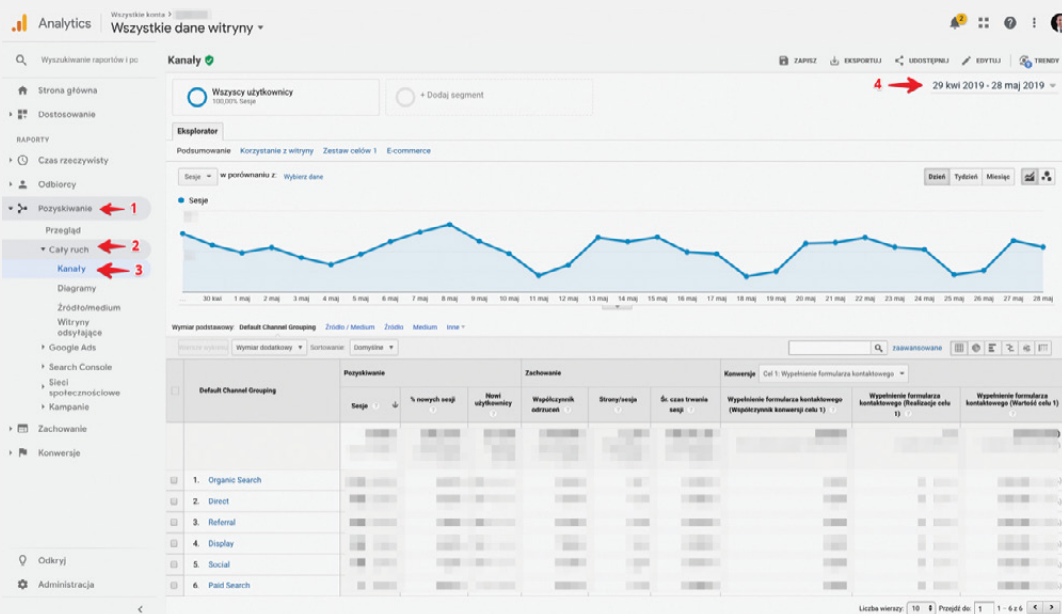 Wszystkie konta >
Analytics
Wszystkie dane witryny
2
Wyszukiwanie raportów i po
Strona główna
Dostosowanie
RAPORTY
Czas rzeczywisty
Odbiorcy
Pozyskiwanie
1
Przegląd
Cały ruch
2
Kanały
3
Diagramy
Źródło/medium
Witryny
odsyłające
Google Ads
Search Console
Sieci
społecznościowe
Kampanie
Zachowanie
Konwersje
Odkryj
Administracja
Kanały
ZAPISZ
EKSPORTUJ
UDOSTĘPNIJ
EDYTUJ
TRENDY
4
29 kwi 2019 - 28 maj 2019
Wszyscy użytkownicy
100,00% Sesje
+ Dodaj segment
Eksplorator
Podsumowanie Korzystanie z witryny Zestaw celów 1 E-commerce
Sesje w porównaniu z: Wybierz dane
Dzień Tydzień Miesiąc
Sesje
... 30 kwi 1 maj 2 maj 3 maj 4 maj 5 maj 6 maj 7 maj 8 maj 9 maj 10 maj 11 maj 12 maj 13 maj 14 maj 15 maj 16 maj 17 maj 18 maj 19 maj 20 maj 21 maj 22 maj 23 maj 24 maj 25 maj 26 maj 27 maj 28 maj
Wymiar podstawowy: Default Channel Grouping Źródło / Medium Źródło Medium Inne
Wymiar dodatkowy Sortowanie: Domyślne
zaawansowane
Default Channel Grouping
Pozyskiwanie
Zachowanie
Konwersje Cel 1: Wypełnienie formularza kontaktowego
Sesje
% nowych sesji
Nowi
użytkownicy
Współczynnik
odrzuceń
Strony/sesja
Śr. czas trwania
sesji
Wypełnienie formularza kontaktowego
(Współczynnik konwersji celu 1)
Wypełnienie formularza
kontaktowego (Realizacje celu
1)
Wypełnienie formularza
kontaktowego (Wartość celu 1)
1. Organic Search
2. Direct
3. Referral
4. Display
5. Social
6. Paid Search
Liczba wierszy: 10 Przejdź do: 1 1 - 6 z 6